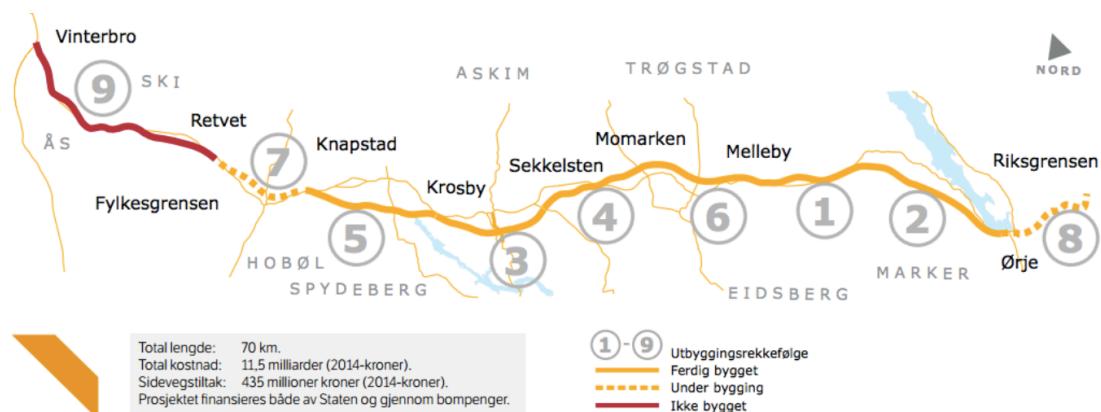 Vinterbro
9
SKI
ÅS
Retvet
Fylkesgrensen
7
HOBØL
Knapstad
5
SPYDEBERG
Krosby
ASKIM
3
Sekkelsten
4
Momarken
TRØGSTAD
6
Melleby
EIDSBERG
1
2
MARKER
Ørje
Riksgrensen
8
NORD
Total lengde: 70 km.
Total kostnad: 11,5 milliarder (2014-kroner).
Sidevegstiltak: 435 millioner kroner (2014-kroner).
Prosjektet finansieres både av Staten og gjennom bompenger.
1 - 9 Utbyggingsrekkefølge
Ferdig bygget
Under bygging
Ikke bygget